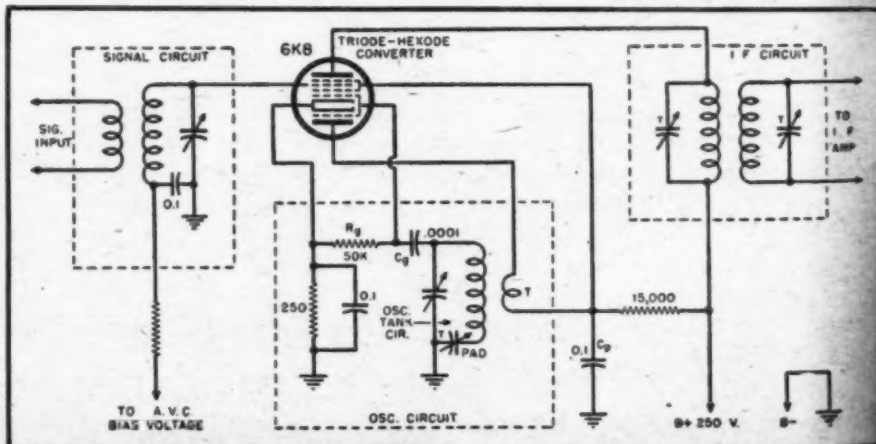 6K8
TRIODE-HEXODE
CONVERTER
SIGNAL CIRCUIT
I F CIRCUIT
SIG.
INPUT
T
T
TO
I. F.
AMP
0.1
Rg
50K
.0001
Cg
250
0.1
OSC.
TANK
CIR.
T
PAD
T
15,000
0.1
Cp
TO A.V.C.
BIAS VOLTAGE
OSC. CIRCUIT
B+ 250 V.
B-